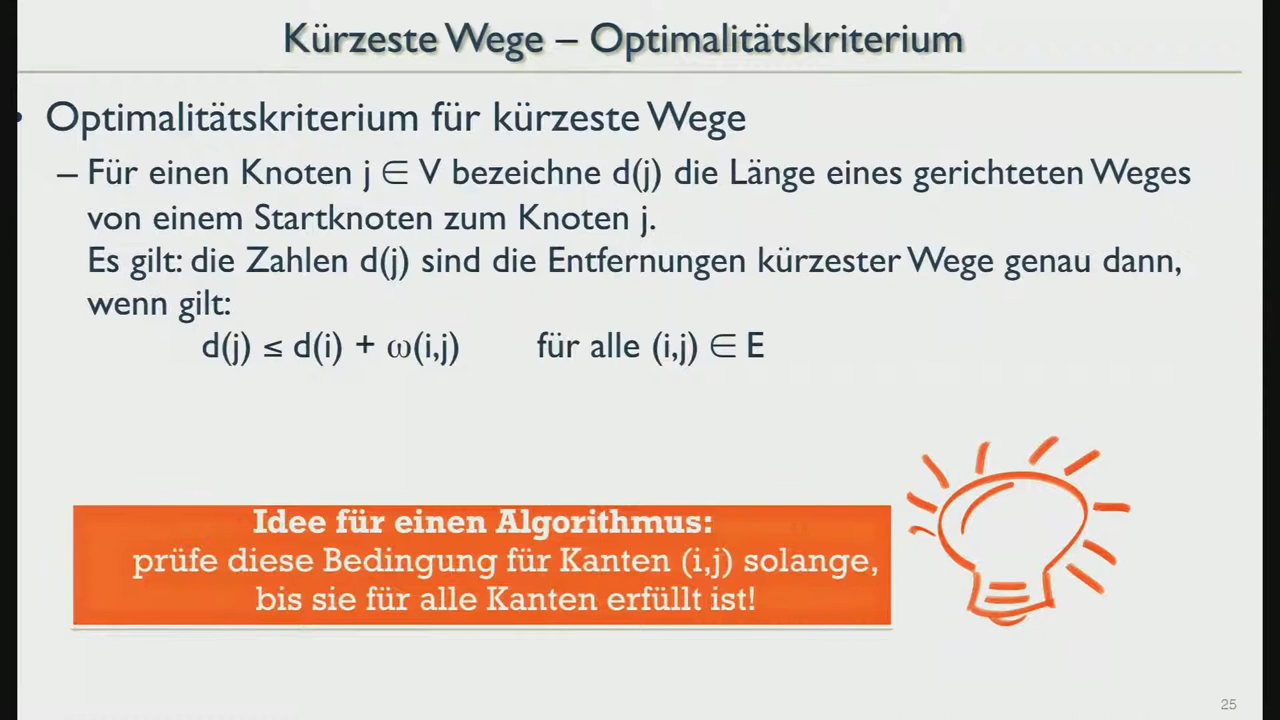 Kürzeste Wege – Optimalitätskriterium
• Optimalitätskriterium für kürzeste Wege
– Für einen Knoten j ∈ V bezeichne d(j) die Länge eines gerichteten Weges
von einem Startknoten zum Knoten j.
Es gilt: die Zahlen d(j) sind die Entfernungen kürzester Wege genau dann,
wenn gilt:
d(j) ≤ d(i) + ω(i,j) für alle (i,j) ∈ E
Idee für einen Algorithmus:
prüfe diese Bedingung für Kanten (i,j) solange,
bis sie für alle Kanten erfüllt ist!
25